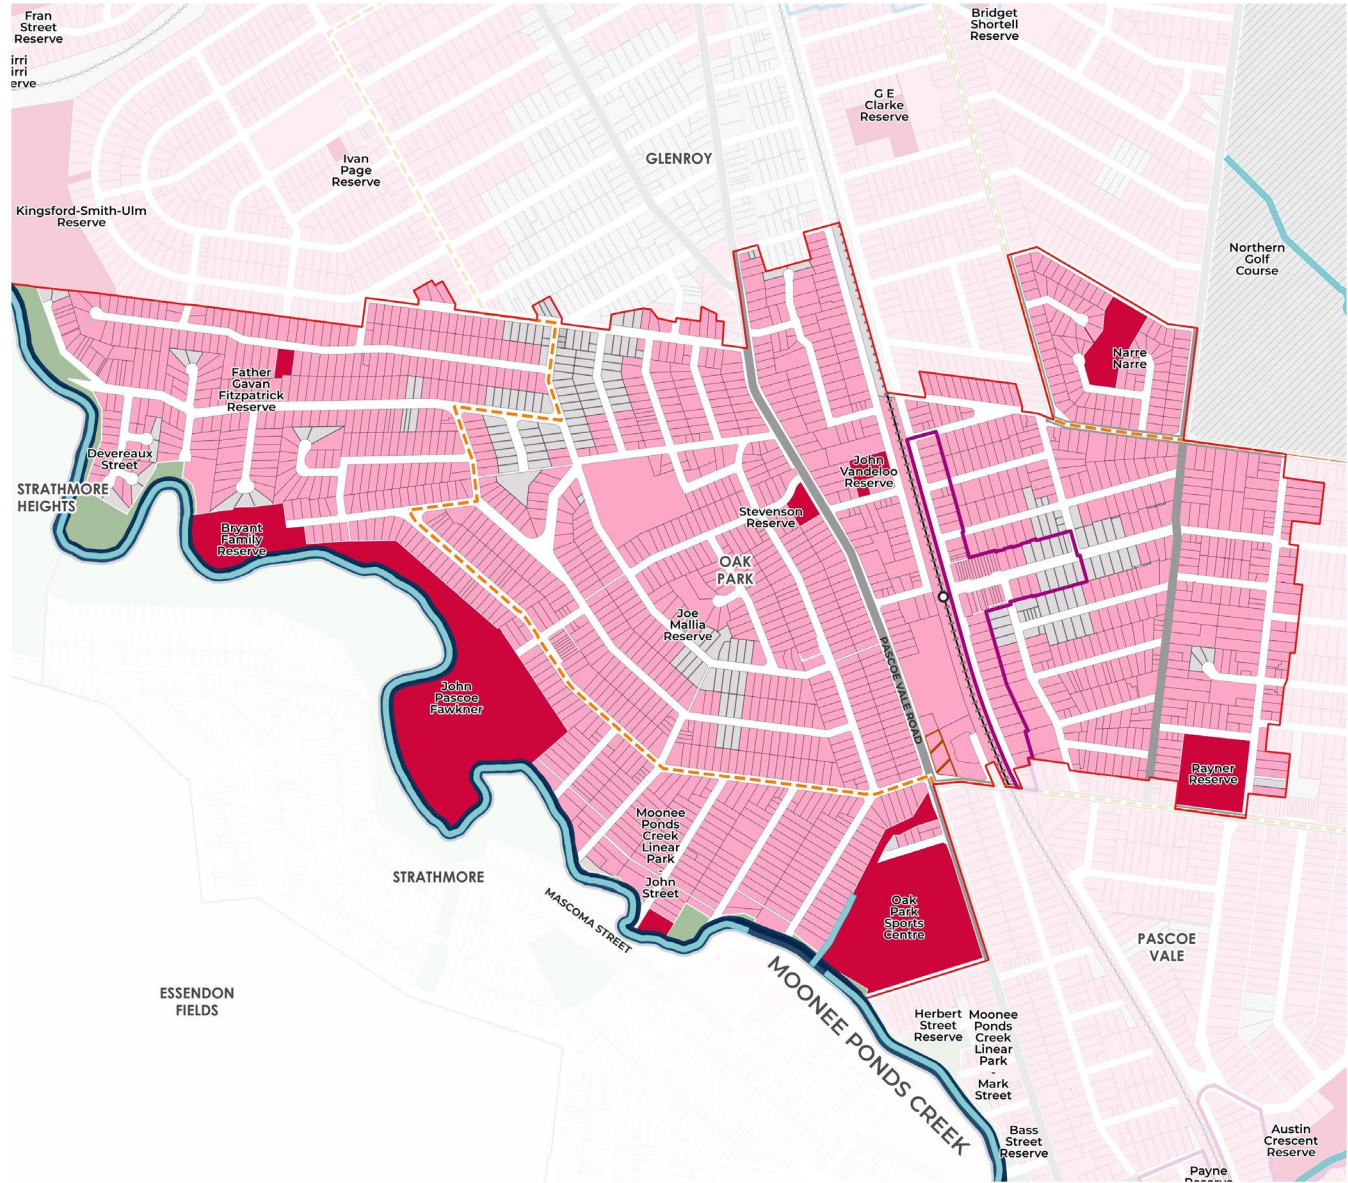 Fran
Street
Reserve
irri
irri
erve
Bridget
Shortell
Reserve
G E
Clarke
Reserve
Ivan
Page
Reserve
GLENROY
Kingsford-Smith-Ulm
Reserve
Northern
Golf
Course
Narre
Narre
Father
Gavan
Fitzpatrick
Reserve
Devereaux
Street
STRATHMORE
HEIGHTS
John
Vandeloo
Reserve
Stevenson
Reserve
Bryant
Family
Reserve
OAK
PARK
Joe
Mallia
Reserve
PASCOE VALE ROAD
John
Pascoe
Fawkner
Rayner
Reserve
Moonee
Ponds
Creek
Linear
Park
-
John
Street
STRATHMORE
MASCOMA STREET
Oak
Park
Sports
Centre
PASCOE
VALE
ESSENDON
FIELDS
MOONEE PONDS CREEK
Herbert
Street
Reserve
Moonee
Ponds
Creek
Linear
Park
-
Mark
Street
Bass
Street
Reserve
Austin
Crescent
Reserve
Payne
Reserve